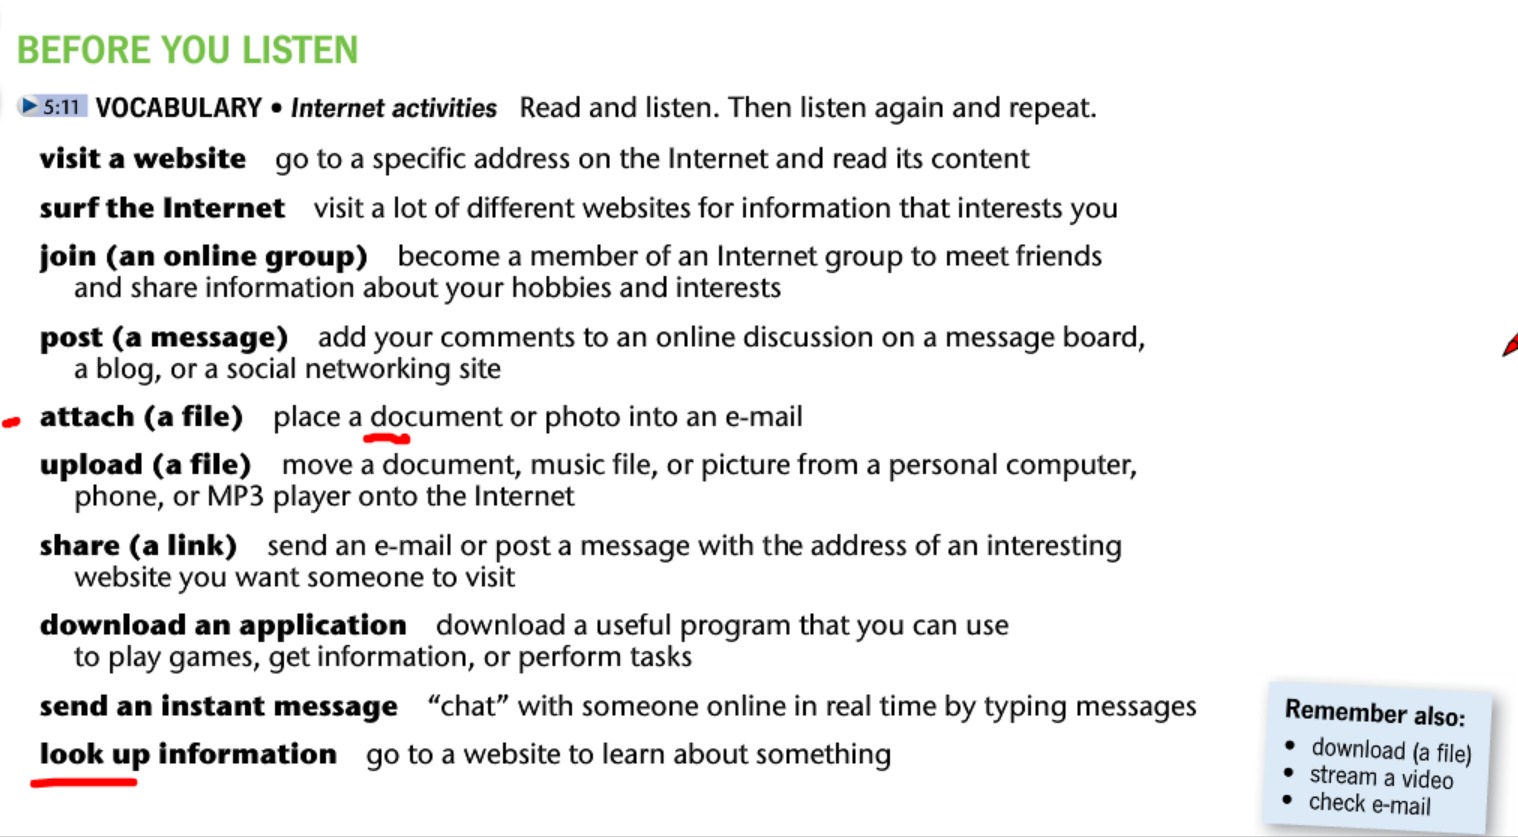 BEFORE YOU LISTEN
5:11 VOCABULARY • Internet activities Read and listen. Then listen again and repeat.
visit a website go to a specific address on the Internet and read its content
surf the Internet visit a lot of different websites for information that interests you
join (an online group) become a member of an Internet group to meet friends
and share information about your hobbies and interests
post (a message) add your comments to an online discussion on a message board,
a blog, or a social networking site
attach (a file) place a document or photo into an e-mail
upload (a file) move a document, music file, or picture from a personal computer,
phone, or MP3 player onto the Internet
share (a link) send an e-mail or post a message with the address of an interesting
website you want someone to visit
download an application download a useful program that you can use
to play games, get information, or perform tasks
send an instant message “chat” with someone online in real time by typing messages
look up information go to a website to learn about something
Remember also:
• download (a file)
• stream a video
• check e-mail